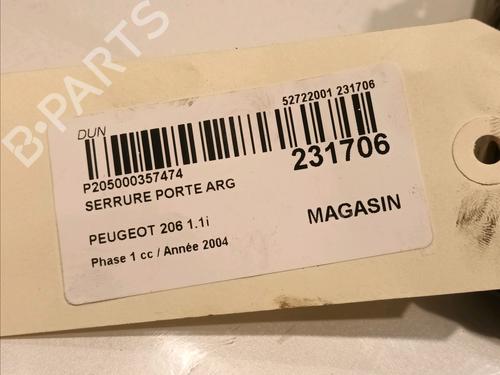 B-PARTS
DUN
52722001 231706
P205000357474
231706
SERRURE PORTE ARG
PEUGEOT 206 1.1i
MAGASIN
Phase 1 cc / Année 2004